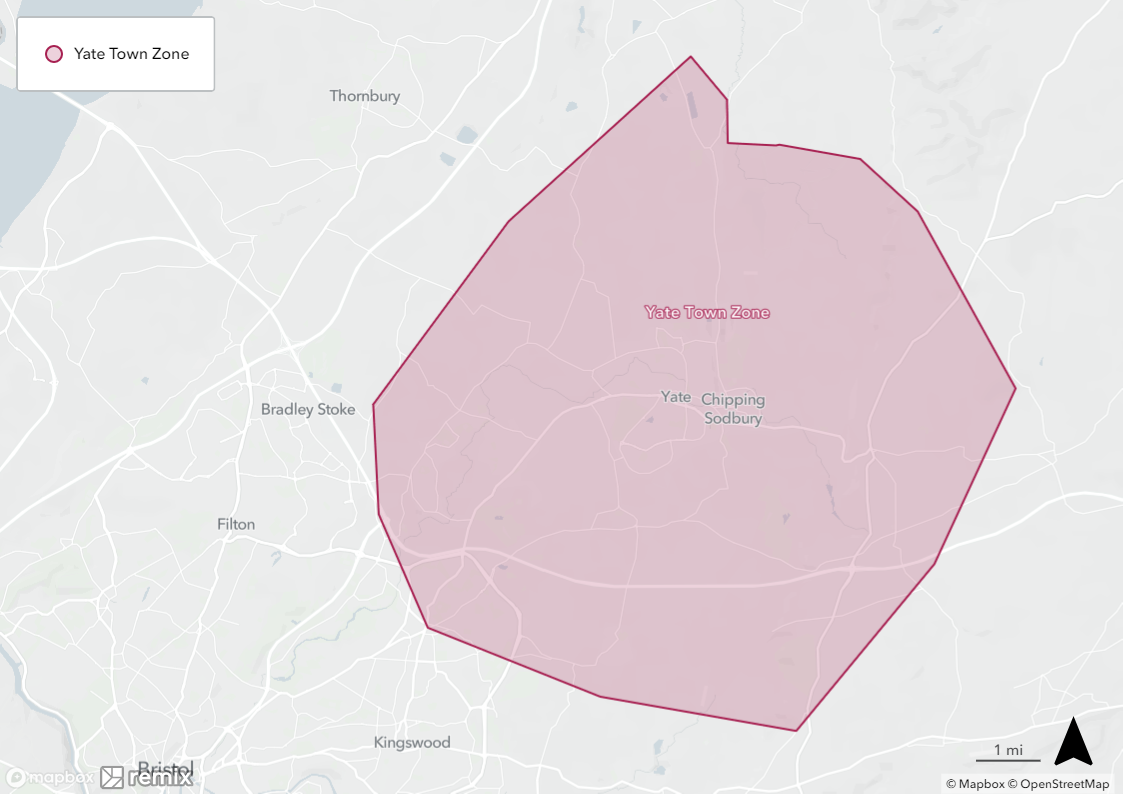 Yate Town Zone
Thornbury
Yate Town Zone
Yate
Chipping
Sodbury
Bradley Stoke
Filton
Kingswood
Bristol
1 mi
mapbox
remix
© Mapbox © OpenStreetMap